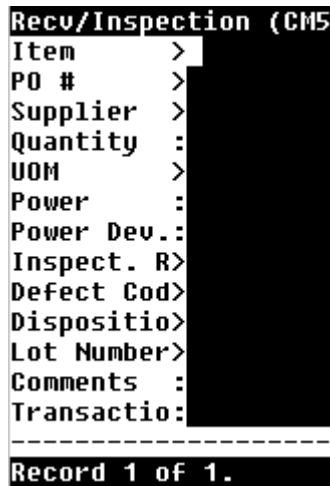 Recv/Inspection (CM5
Item >
PO # >
Supplier >
Quantity :
UOM >
Power :
Power Dev.:
Inspect. R>
Defect Cod>
Dispositio>
Lot Number>
Comments :
Transactio:
--------------------
Record 1 of 1.